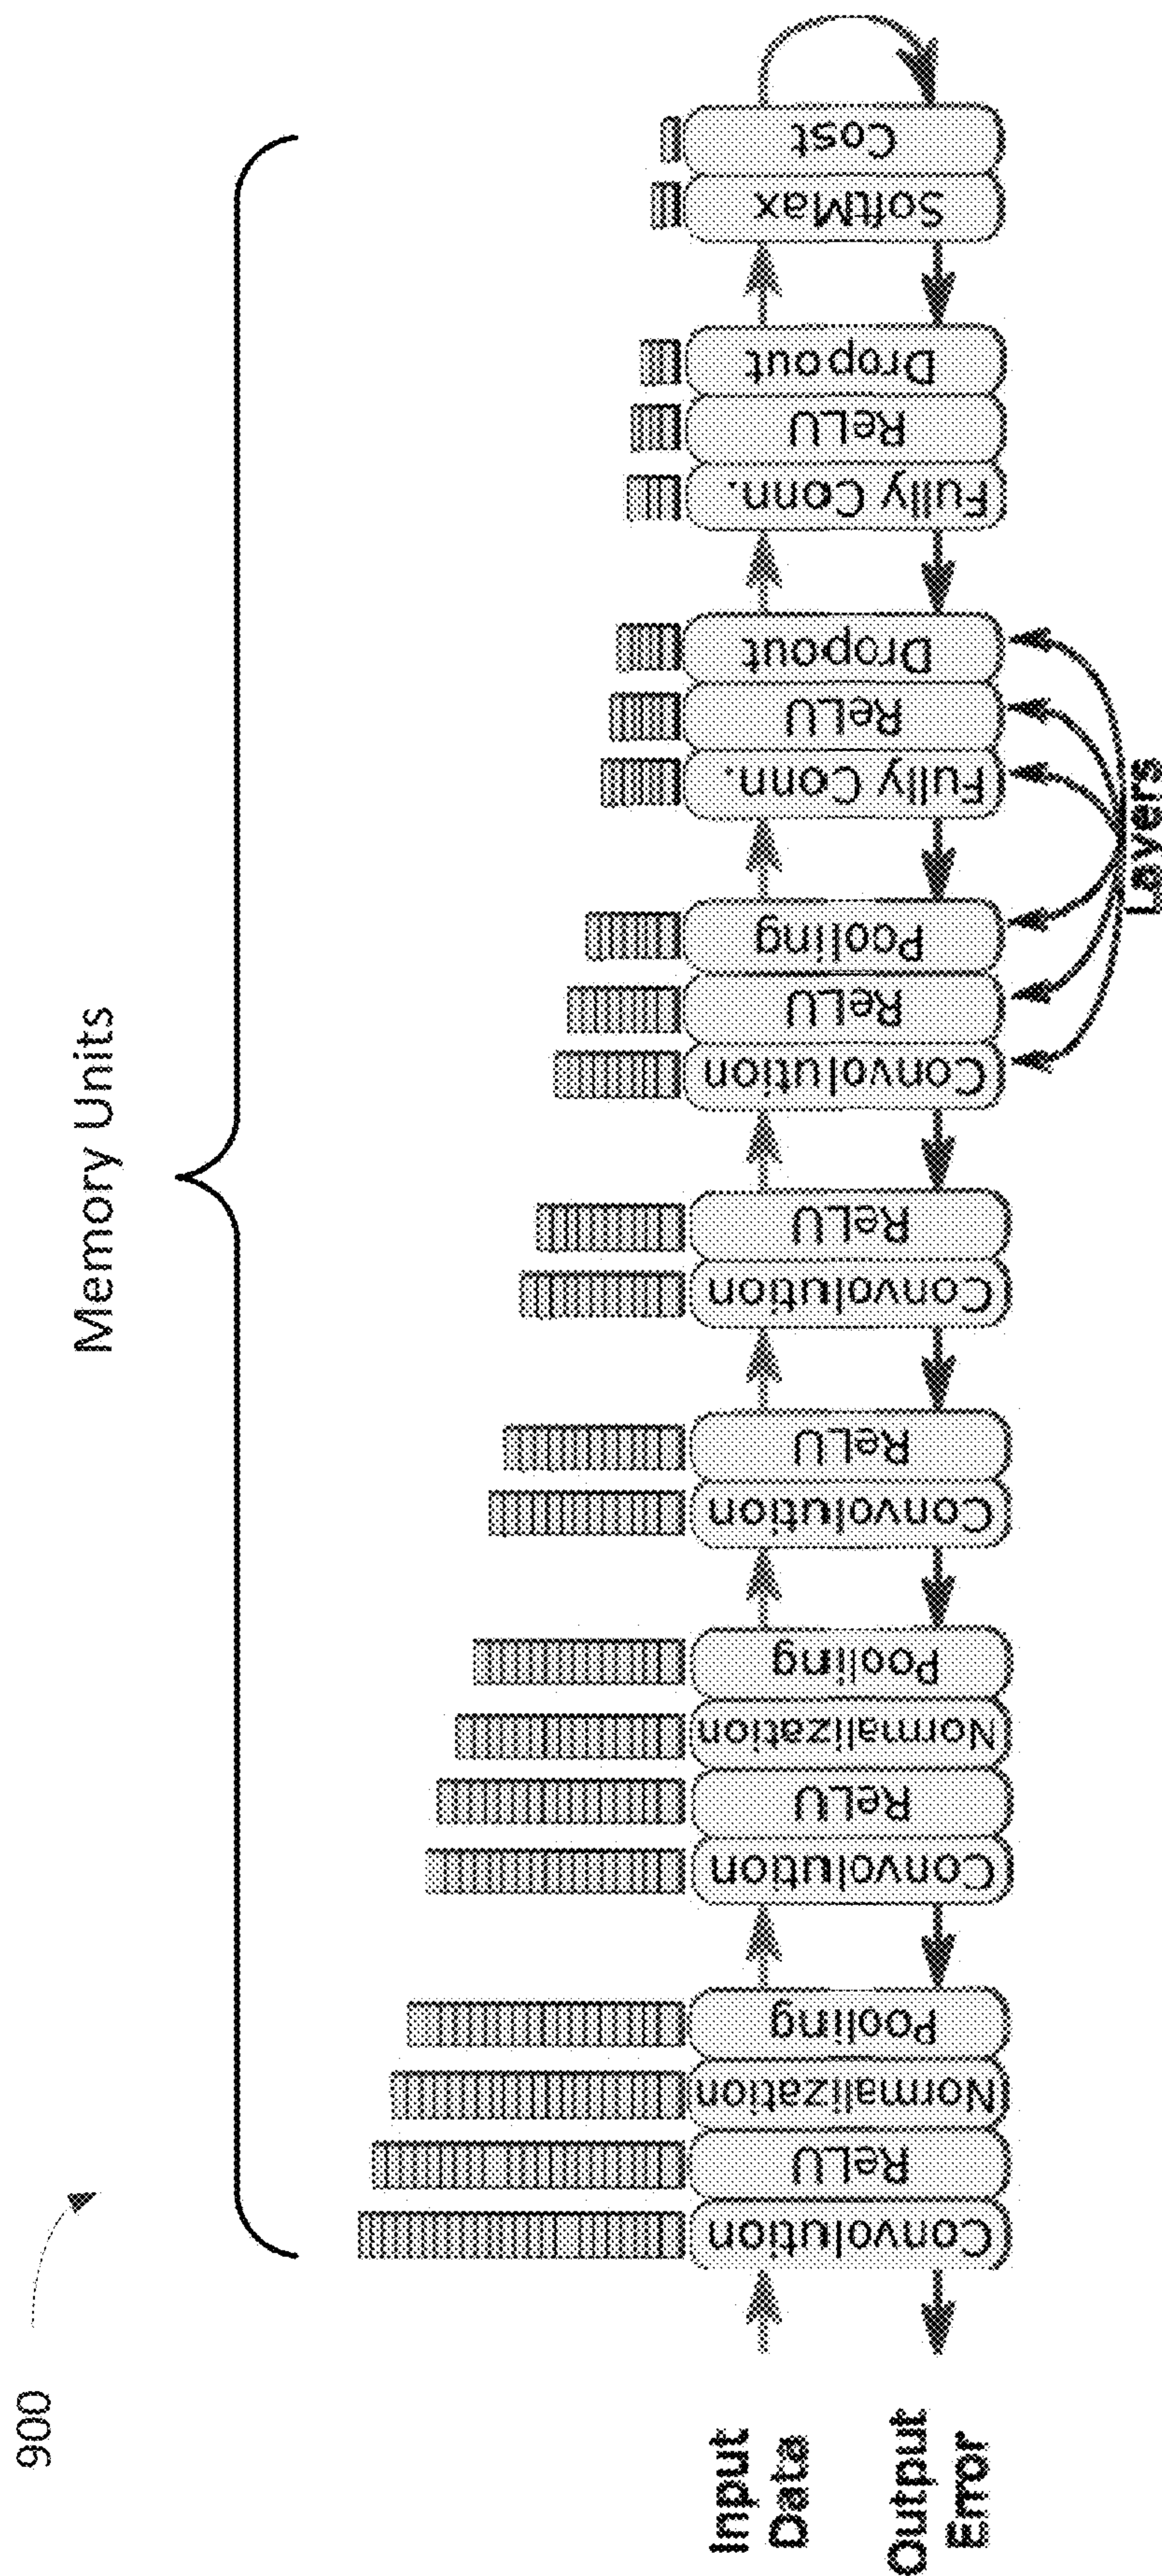 900
Memory Units
Input
Data
Output
Error
Convolution
ReLU
Normalization
Pooling
Convolution
ReLU
Normalization
Pooling
Convolution
ReLU
Convolution
ReLU
Convolution
ReLU
Pooling
Fully Conn.
ReLU
Dropout
Fully Conn.
ReLU
Dropout
SoftMax
Cost
Layers